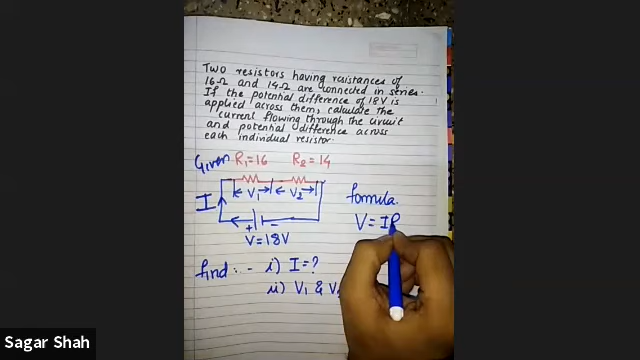 Two resistors having resistances of
16Ω and 14Ω are connected in series.
If the potential difference of 18V is
applied across them, calculate the
current flowing through the circuit
and potential difference across
each individual resistor.
Given R₁=16 R₂=14
I V₁ V₂
+ -
V=18V
formula.
V=IR
find :- i) I=?
ii) V₁ & V
Sagar Shah